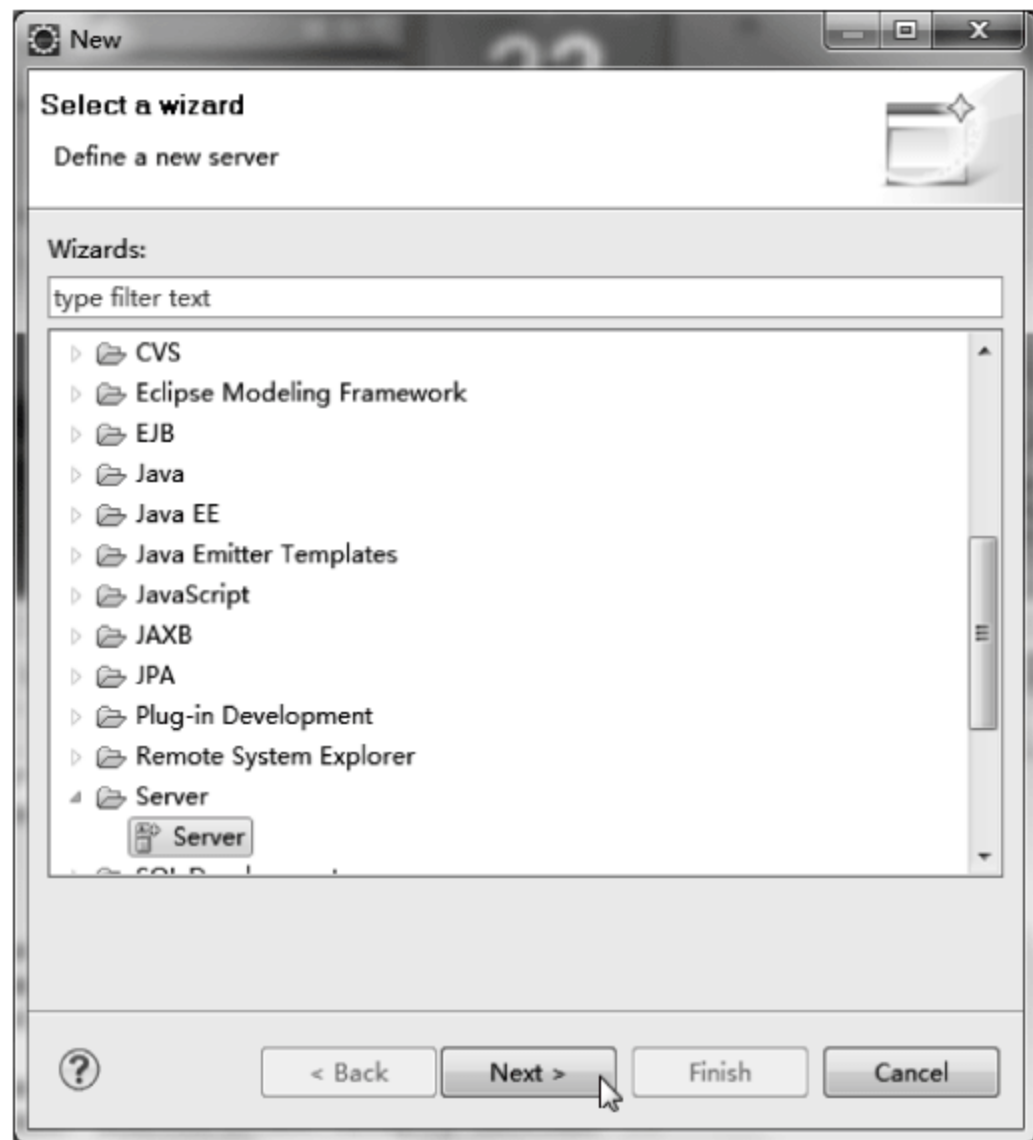 New
Select a wizard
Define a new server
Wizards:
type filter text
CVS
Eclipse Modeling Framework
EJB
Java
Java EE
Java Emitter Templates
JavaScript
JAXB
JPA
Plug-in Development
Remote System Explorer
Server
Server
< Back Next > Finish Cancel